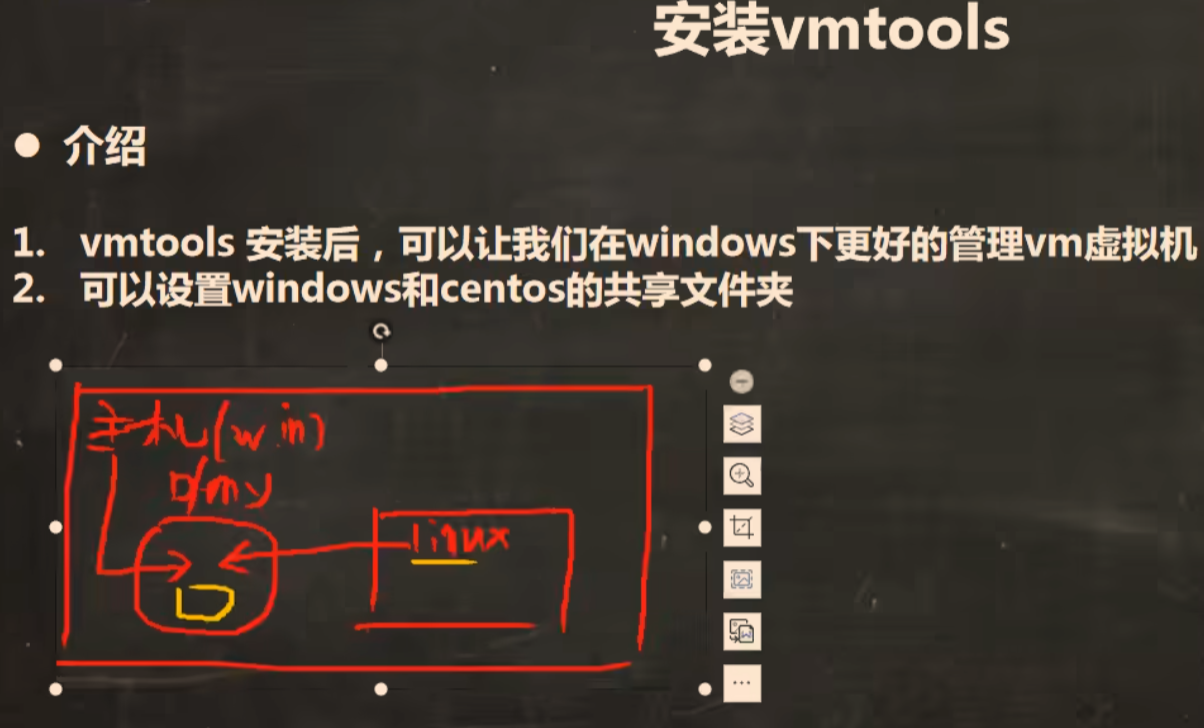 安装vmtools
● 介绍
1. vmtools 安装后，可以让我们在windows下更好的管理vm虚拟机
2. 可以设置windows和centos的共享文件夹
主机(win)
D/my
linux